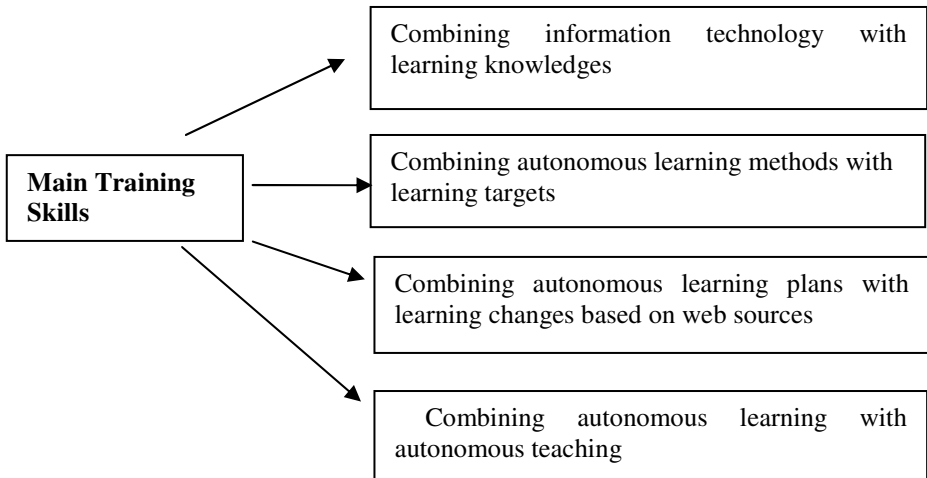 Combining information technology with
learning knowledges
Combining autonomous learning methods with
learning targets
Main Training
Skills
Combining autonomous learning plans with
learning changes based on web sources
Combining autonomous learning with
autonomous teaching